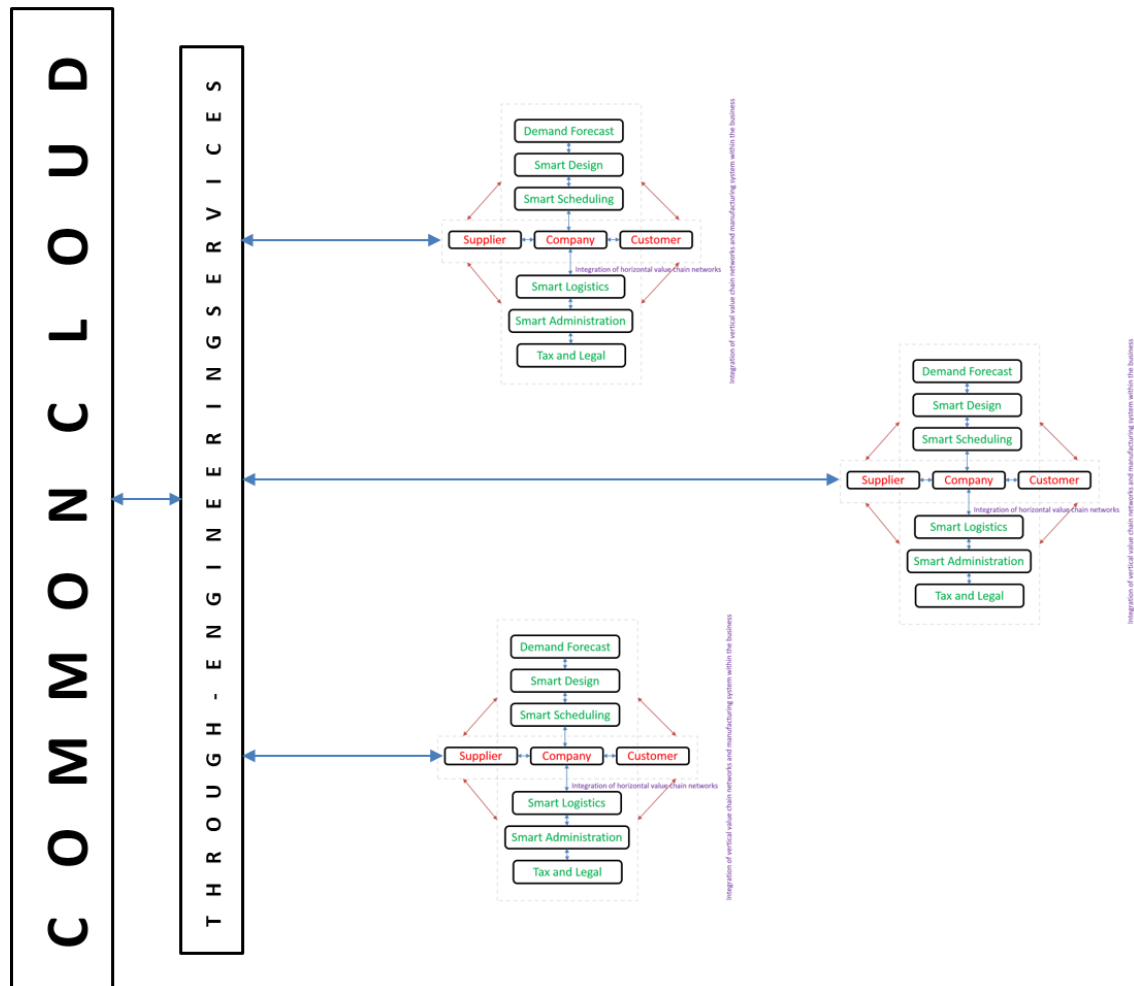 COMMON CLOUD
THROUGH-ENGINEERING SERVICES
Demand Forecast
Smart Design
Smart Scheduling
Supplier
Company
Customer
Integration of horizontal value chain networks
Smart Logistics
Smart Administration
Tax and Legal
Integration of vertical value chain networks and manufacturing system within the business
Demand Forecast
Smart Design
Smart Scheduling
Supplier
Company
Customer
Integration of horizontal value chain networks
Smart Logistics
Smart Administration
Tax and Legal
Integration of vertical value chain networks and manufacturing system within the business
Demand Forecast
Smart Design
Smart Scheduling
Supplier
Company
Customer
Integration of horizontal value chain networks
Smart Logistics
Smart Administration
Tax and Legal
Integration of vertical value chain networks and manufacturing system within the business